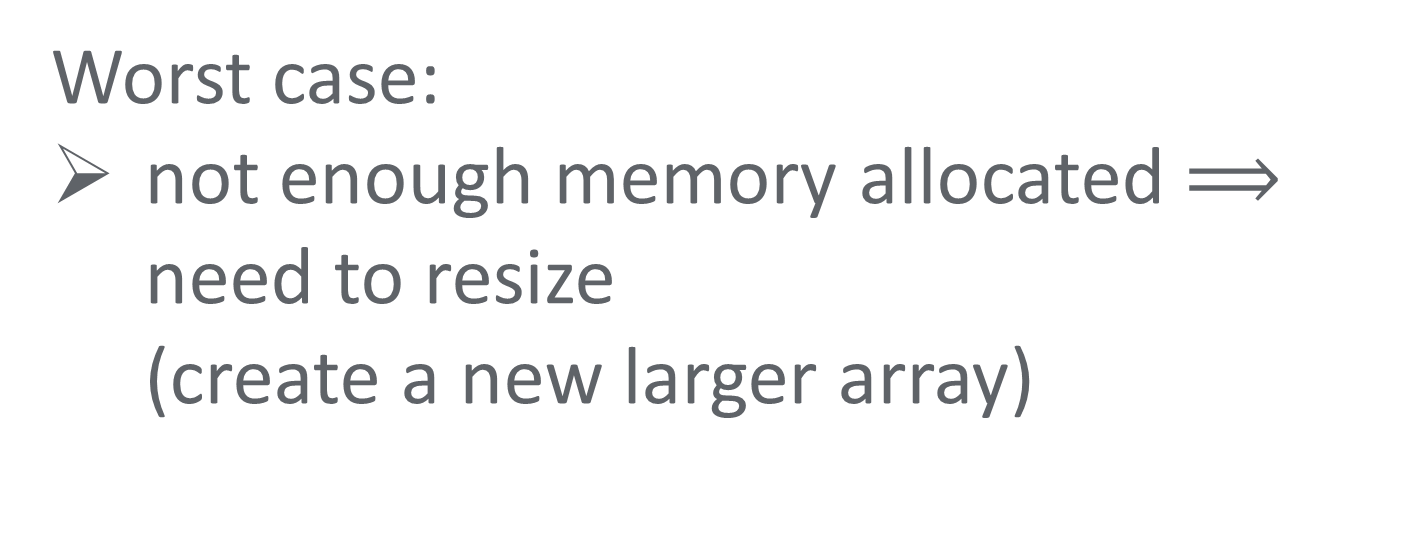 Worst case:
➢ not enough memory allocated ⟹
need to resize
(create a new larger array)